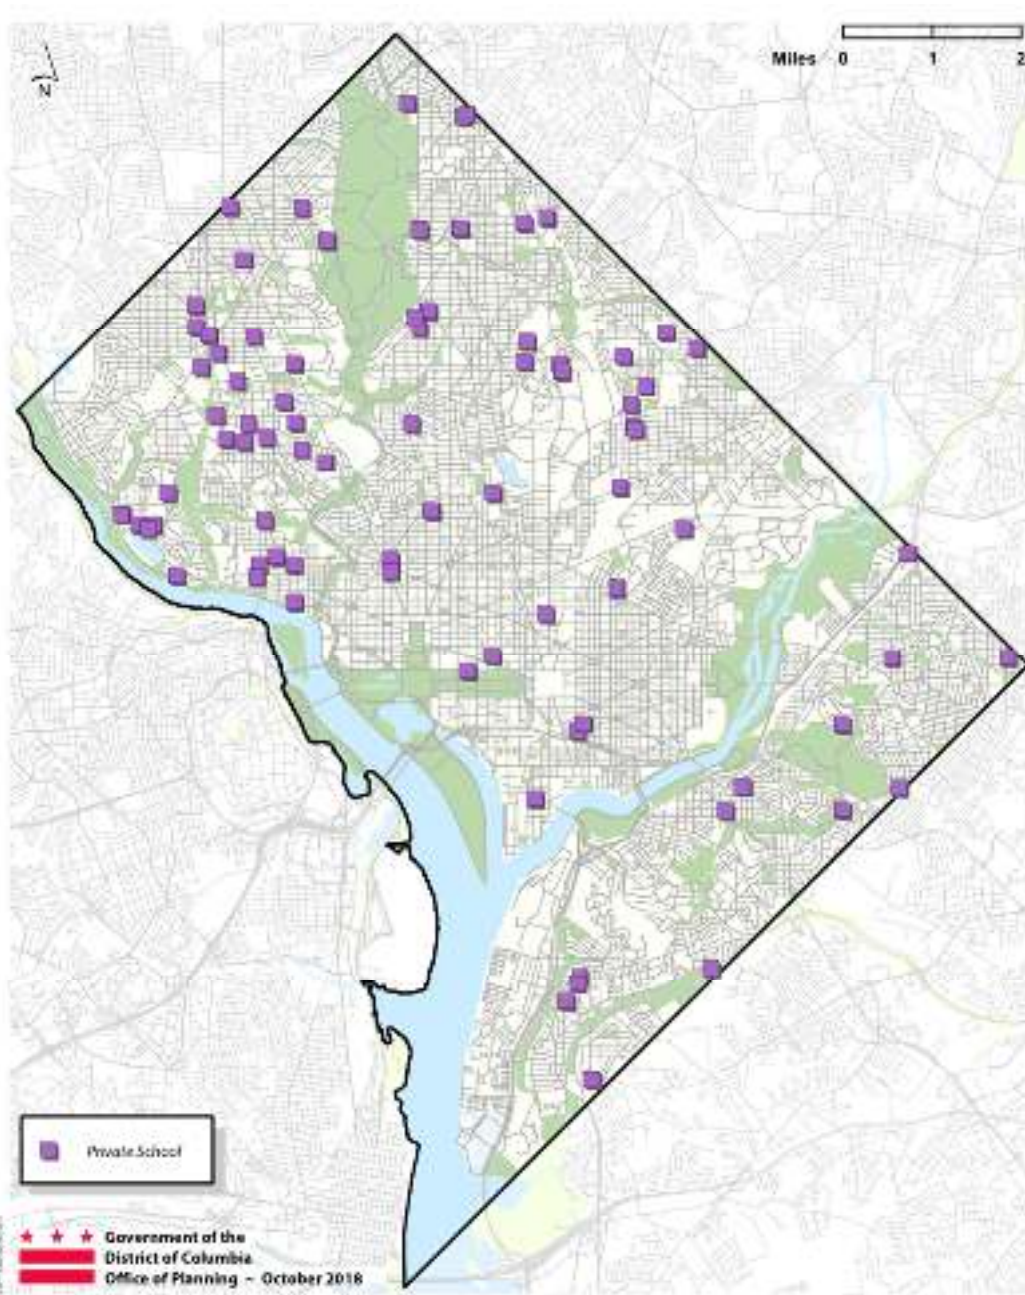 Miles 0 1 2
N
Private School
Government of the
District of Columbia
Office of Planning ~ October 2018